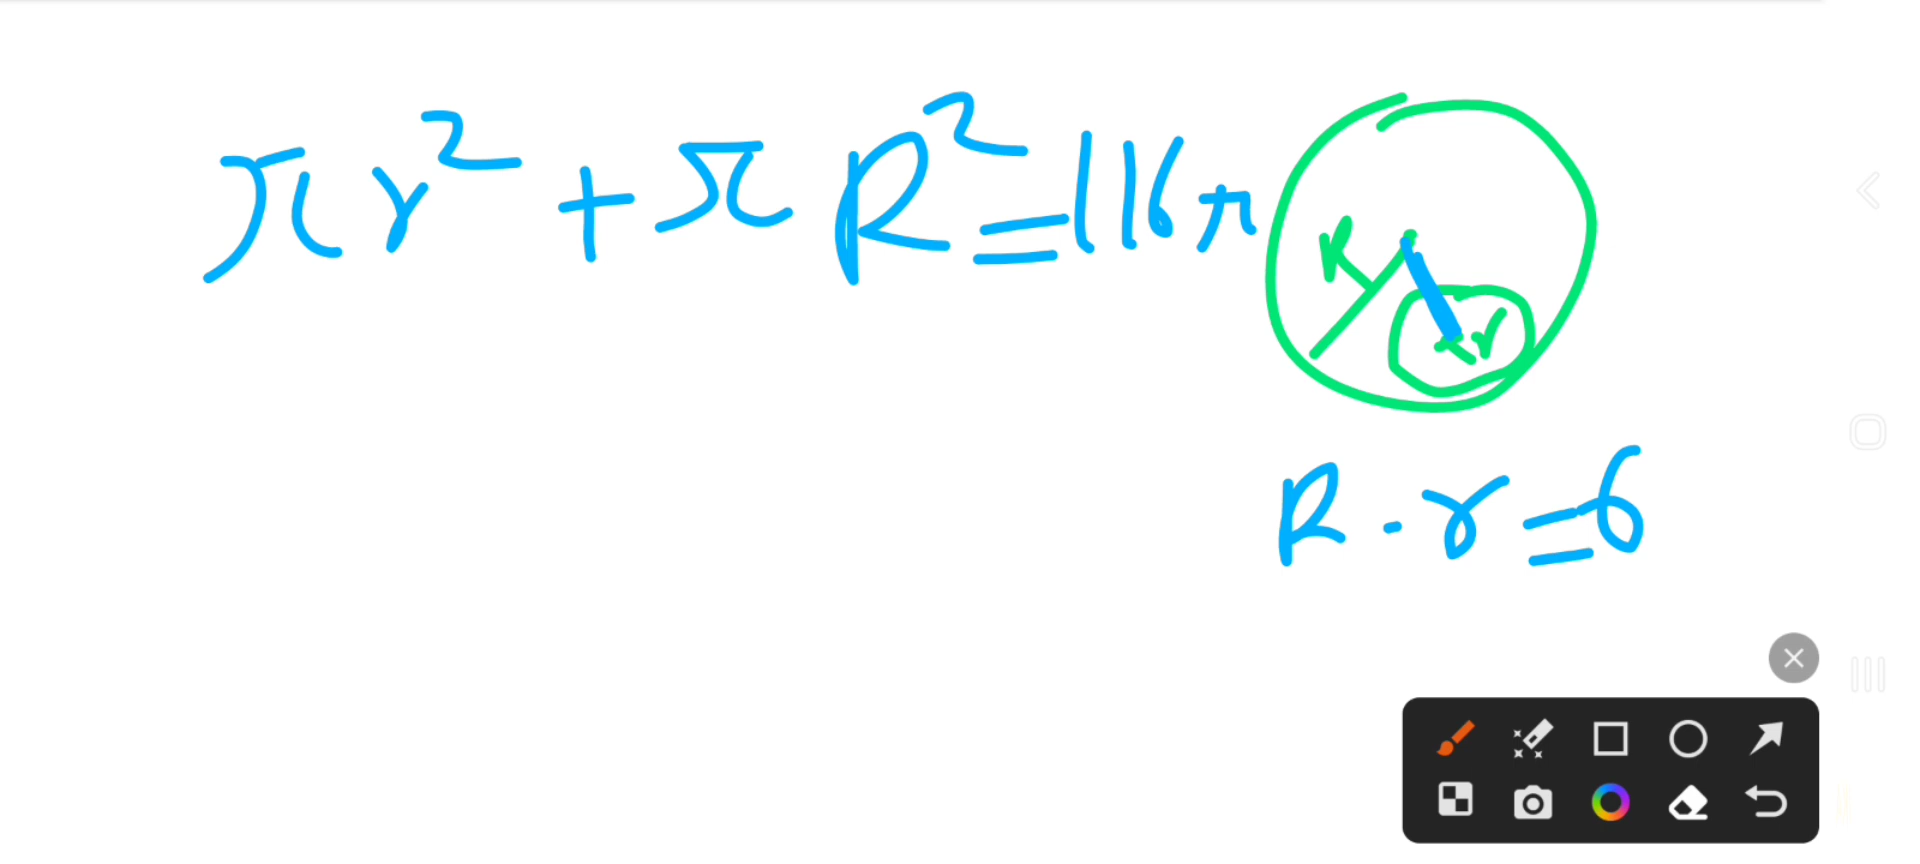 πr² + πR² = 116π
R
r
R - r = 6